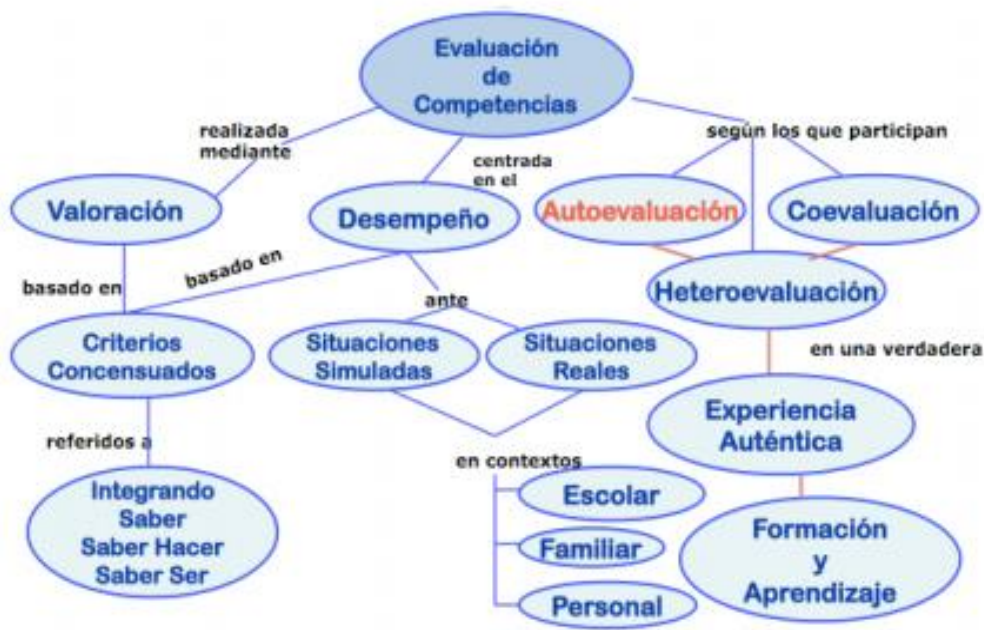 Evaluación
de
Competencias
realizada
mediante
centrada
en el
según los que participan
Valoración
Desempeño
Autoevaluación
Coevaluación
basado en
basado en
ante
Heteroevaluación
Criterios
Concensuados
Situaciones
Simuladas
Situaciones
Reales
en una verdadera
referidos a
en contextos
Experiencia
Auténtica
Integrando
Saber
Saber Hacer
Saber Ser
Escolar
Familiar
Personal
Formación
y
Aprendizaje